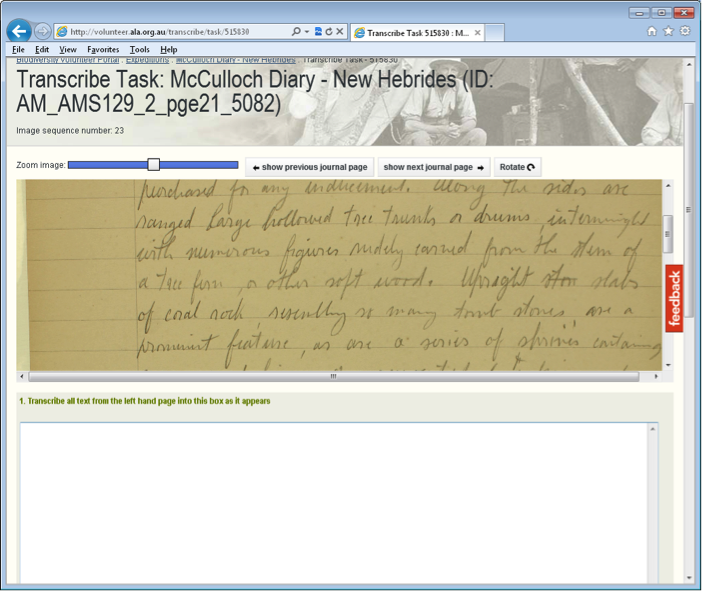 http://volunteer.ala.org.au/transcribe/task/515830
Transcribe Task 515830 : M...
File Edit View Favorites Tools Help
Biodiversity Volunteer Portal Expeditions McCulloch Diary - New Hebrides Transcribe Task - 515830
Transcribe Task: McCulloch Diary - New Hebrides (ID:
AM_AMS129_2_pge21_5082)
Image sequence number: 23
Zoom image:
show previous journal page
show next journal page
Rotate
purchased for any inducement. Along the sides are
ranged large hollowed tree trunks or drums, intermingled
with numerous figures rudely carved from the stem of
a tree fern, or other soft wood. Upright slabs
of coral rock, resembling so many tomb stones, are a
prominent feature, as are a series of shrines containing
feedback
1. Transcribe all text from the left hand page into this box as it appears